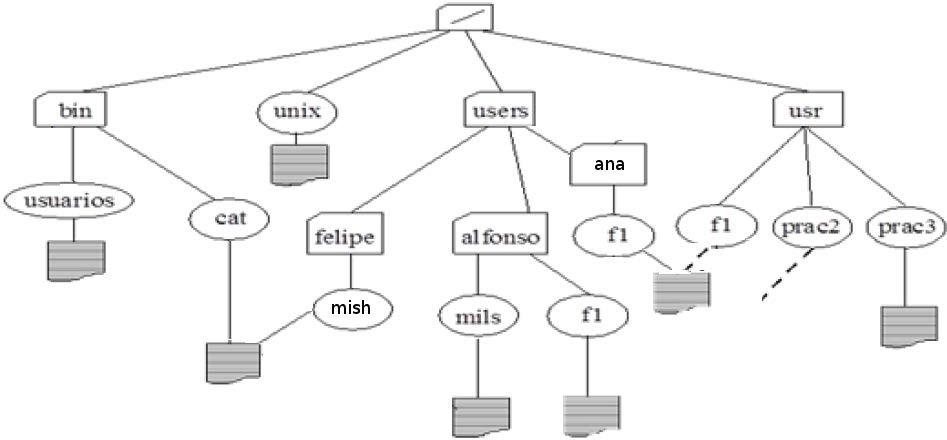 /
bin
unix
users
usr
ana
usuarios
cat
felipe
alfonso
f1
f1
prac2
prac3
mish
mils
f1